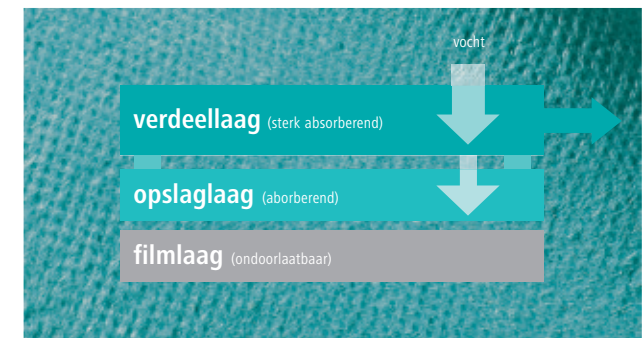 vocht
verdeellaag (sterk absorberend)
opslaglaag (aborberend)
filmlaag (ondoorlaatbaar)